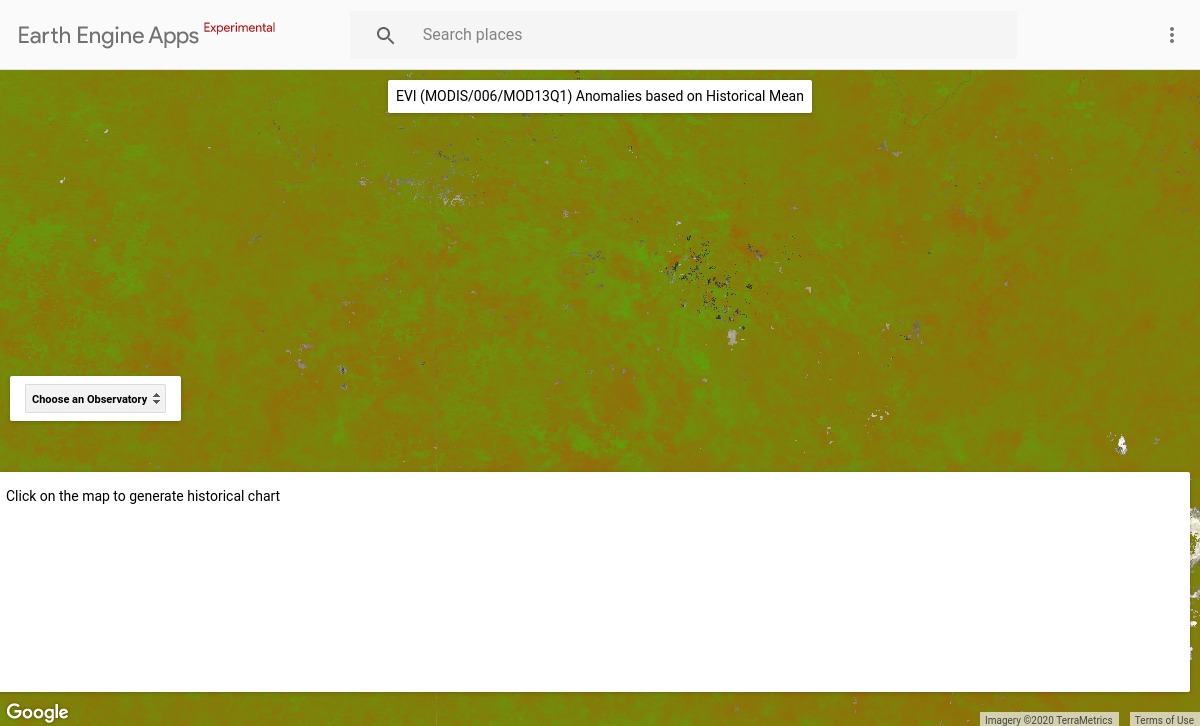 Earth Engine Apps Experimental
Search places
EVI (MODIS/006/MOD13Q1) Anomalies based on Historical Mean
Choose an Observatory
Click on the map to generate historical chart
Google
Imagery ©2020 TerraMetrics
Terms of Use